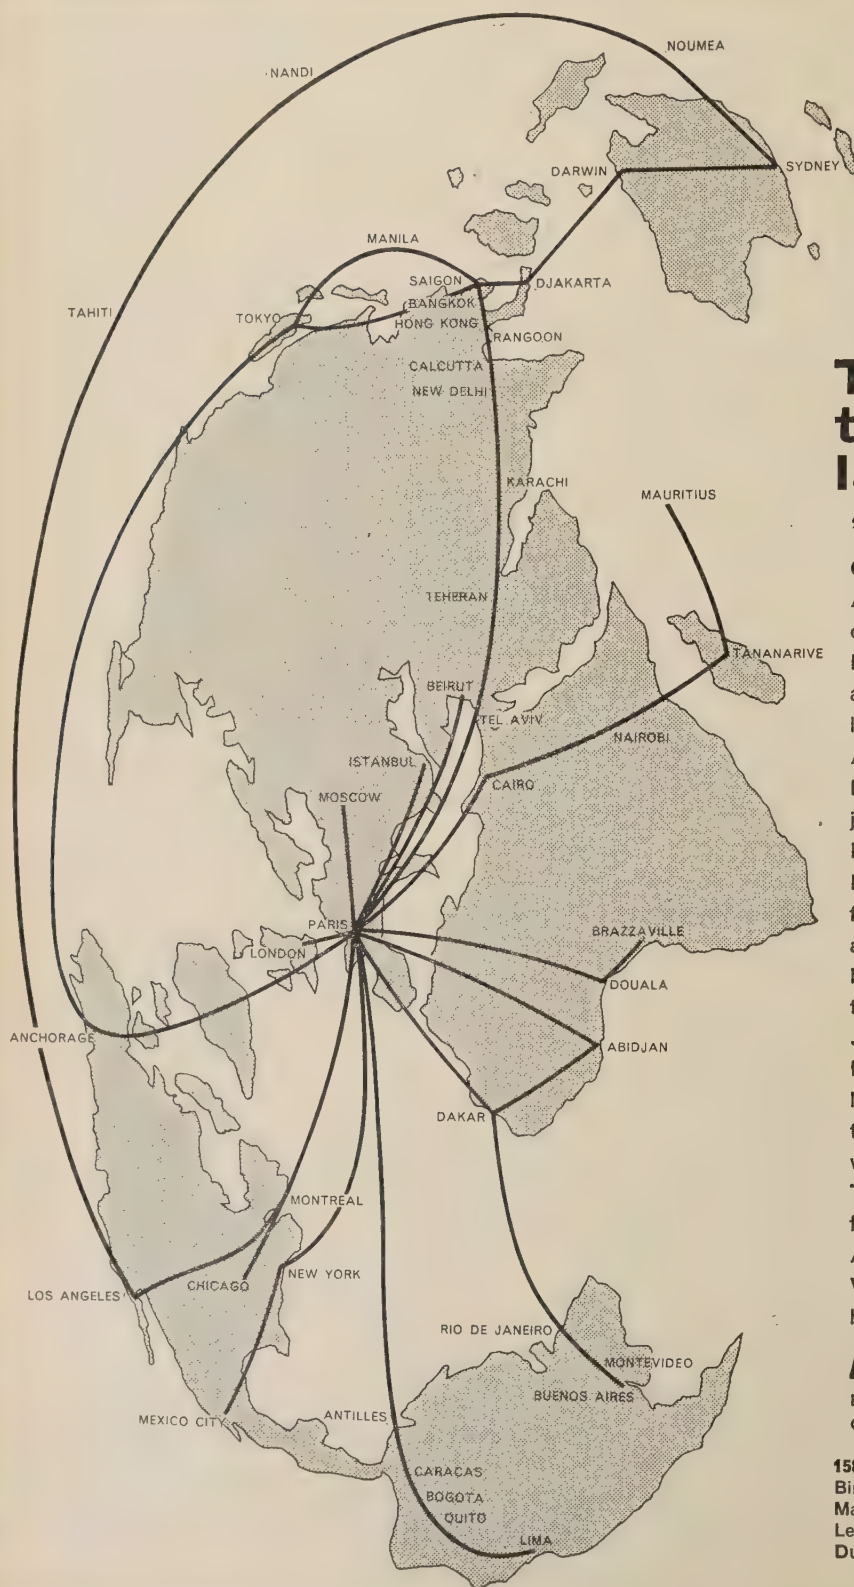 NOUMEA
NANDI
DARWIN
SYDNEY
MANILA
SAIGON
DJAKARTA
BANGKOK
TAHITI
TOKYO
HONG KONG
RANGOON
CALCUTTA
NEW DELHI
KARACHI
MAURITIUS
TEHERAN
TANANARIVE
BEIRUT
TEL AVIV
NAIROBI
ISTANBUL
CAIRO
MOSCOW
PARIS
BRAZZAVILLE
LONDON
DOUALA
ANCHORAGE
ABIDJAN
DAKAR
MONTREAL
NEW YORK
CHICAGO
LOS ANGELES
RIO DE JANEIRO
MONTEVIDEO
BUENOS AIRES
MEXICO CITY
ANTILLES
CARACAS
BOGOTA
QUITO
LIMA
158